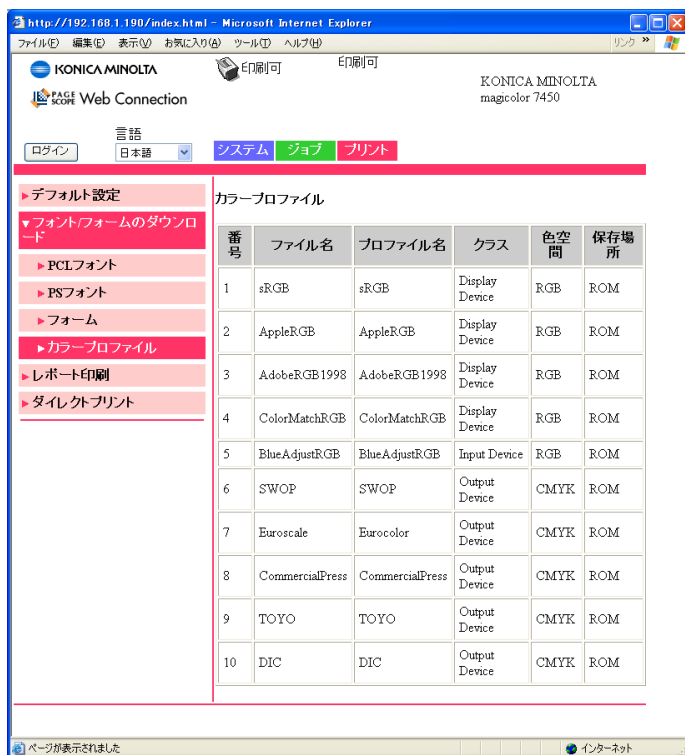 http://192.168.1.190/index.html - Microsoft Internet Explorer
ファイル(F) 編集(E) 表示(V) お気に入り(A) ツール(T) ヘルプ(H) リンク »
KONICA MINOLTA
印刷可
印刷可
KONICA MINOLTA
magicolor 7450
PAGE SCOPE Web Connection
言語
ログイン
日本語
システム ジョブ プリント
デフォルト設定
フォント/フォームのダウンロ
ード
PCLフォント
PSフォント
フォーム
カラープロファイル
レポート印刷
ダイレクトプリント
カラープロファイル
番号 ファイル名 プロファイル名 クラス 色空間 保存場所
1 sRGB sRGB Display Device RGB ROM
2 AppleRGB AppleRGB Display Device RGB ROM
3 AdobeRGB1998 AdobeRGB1998 Display Device RGB ROM
4 ColorMatchRGB ColorMatchRGB Display Device RGB ROM
5 BlueAdjustRGB BlueAdjustRGB Input Device RGB ROM
6 SWOP SWOP Output Device CMYK ROM
7 Euroscale Eurocolor Output Device CMYK ROM
8 CommercialPress CommercialPress Output Device CMYK ROM
9 TOYO TOYO Output Device CMYK ROM
10 DIC DIC Output Device CMYK ROM
ページが表示されました
インターネット